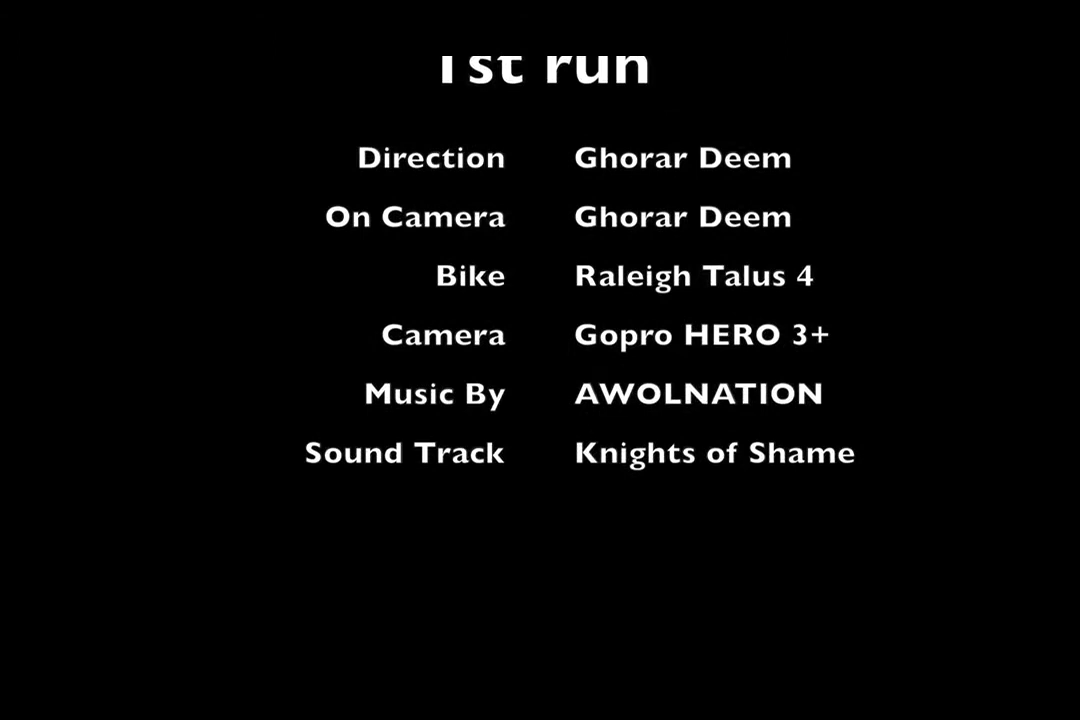 1st run
Direction Ghorar Deem
On Camera Ghorar Deem
Bike Raleigh Talus 4
Camera Gopro HERO 3+
Music By AWOLNATION
Sound Track Knights of Shame